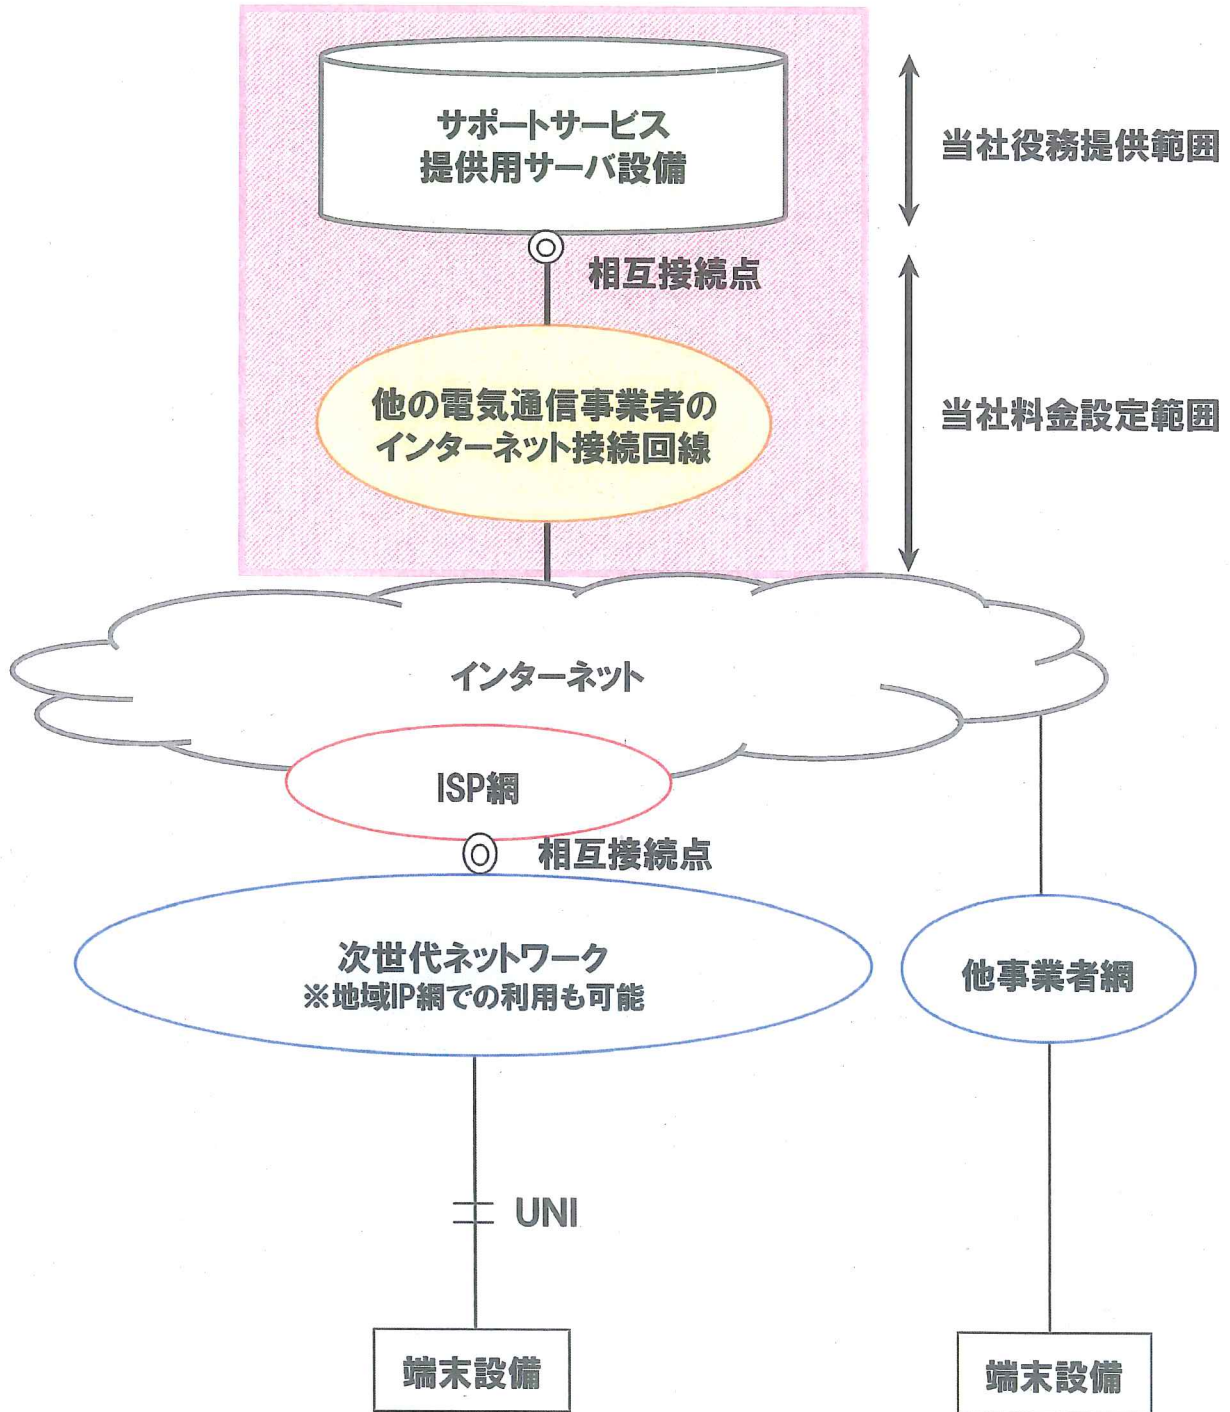 サポートサービス
提供用サーバ設備
当社役務提供範囲
相互接続点
他の電気通信事業者の
インターネット接続回線
当社料金設定範囲
インターネット
ISP網
相互接続点
次世代ネットワーク
※地域IP網での利用も可能
他事業者網
UNI
端末設備
端末設備